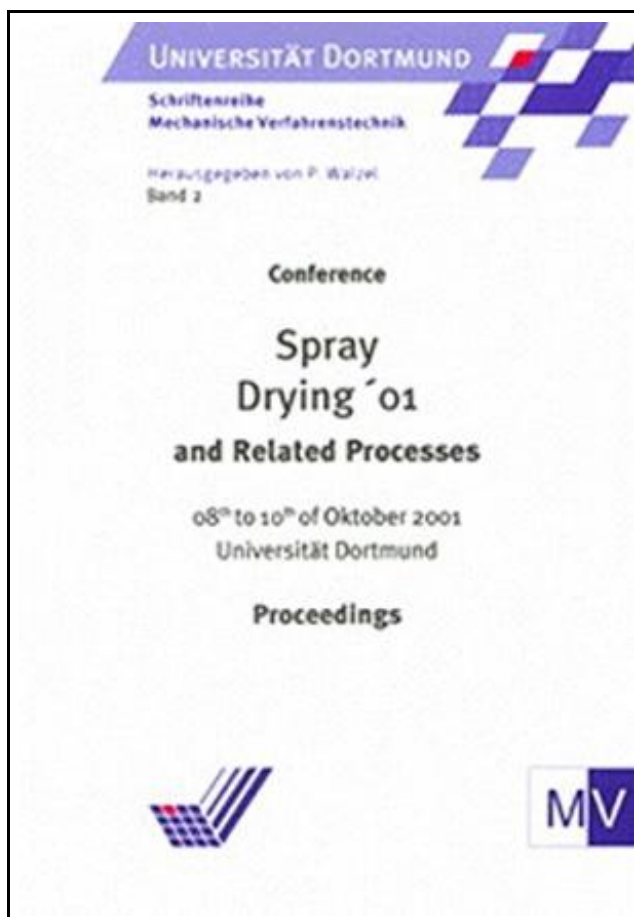 UNIVERSITÄT DORTMUND
Schriftenreihe
Mechanische Verfahrenstechnik
Herausgegeben von P. Walzel
Band 2
Conference
Spray
Drying ´01
and Related Processes
08th to 10th of Oktober 2001
Universität Dortmund
Proceedings
MV